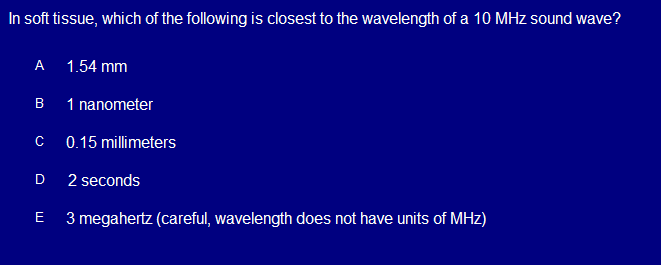 In soft tissue, which of the following is closest to the wavelength of a 10 MHz sound wave?
A 1.54 mm
B 1 nanometer
C 0.15 millimeters
D 2 seconds
E 3 megahertz (careful, wavelength does not have units of MHz)